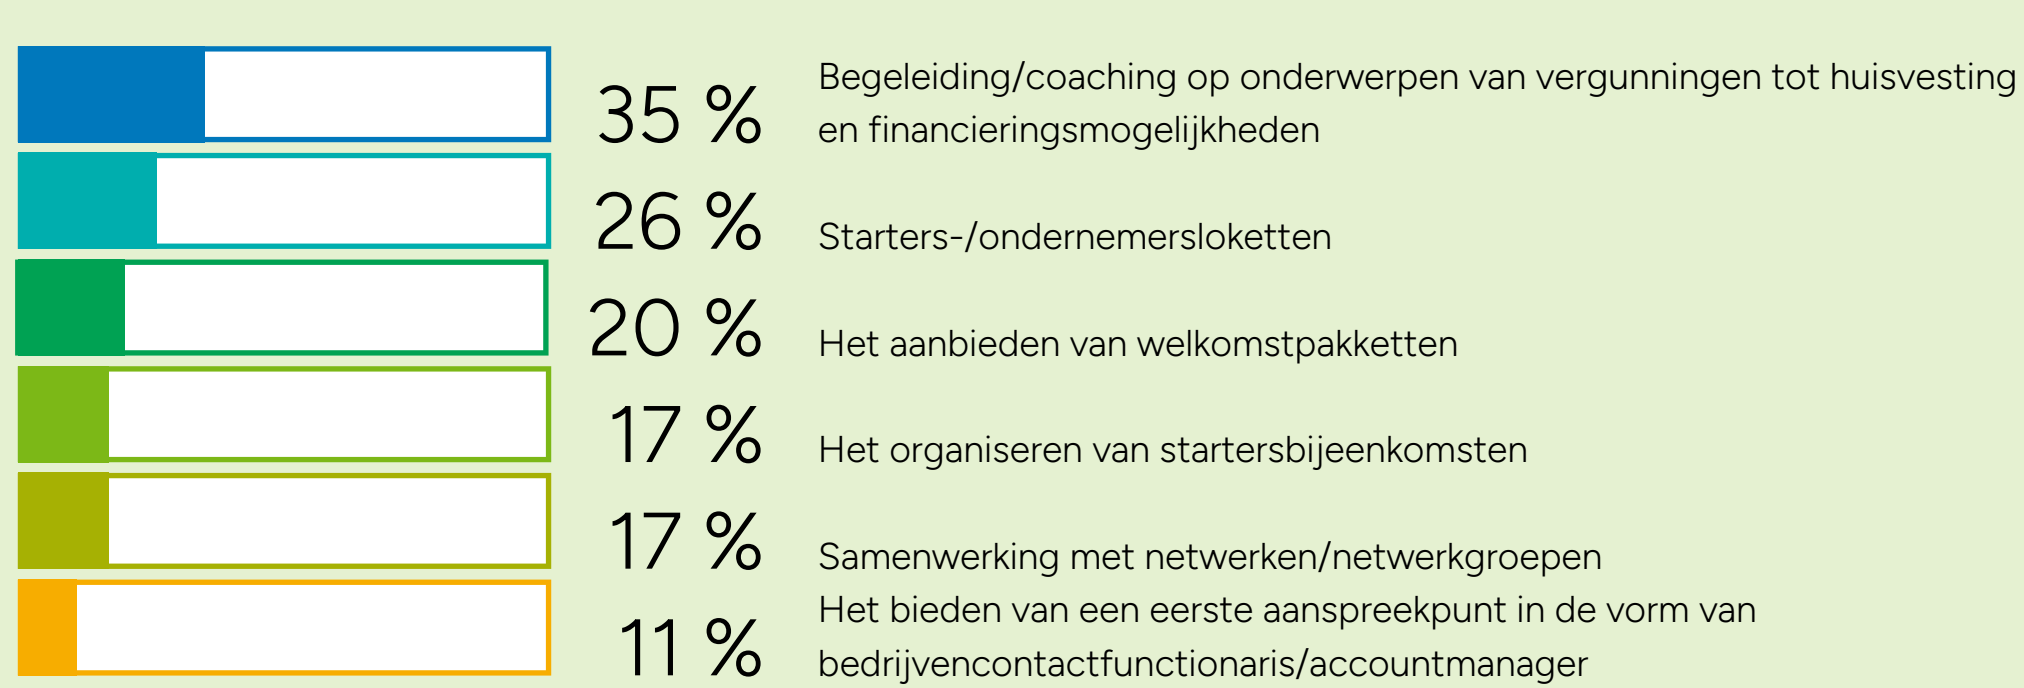 35 % Begeleiding/coaching op onderwerpen van vergunningen tot huisvesting
en financieringsmogelijkheden
26 % Starters-/ondernemersloketten
20 % Het aanbieden van welkomstpakketten
17 % Het organiseren van startersbijeenkomsten
17 % Samenwerking met netwerken/netwerkgroepen
11 % Het bieden van een eerste aanspreekpunt in de vorm van
bedrijvencontactfunctionaris/accountmanager